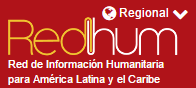 Regional
Redhum
Red de Información Humanitaria
para América Latina y el Caribe